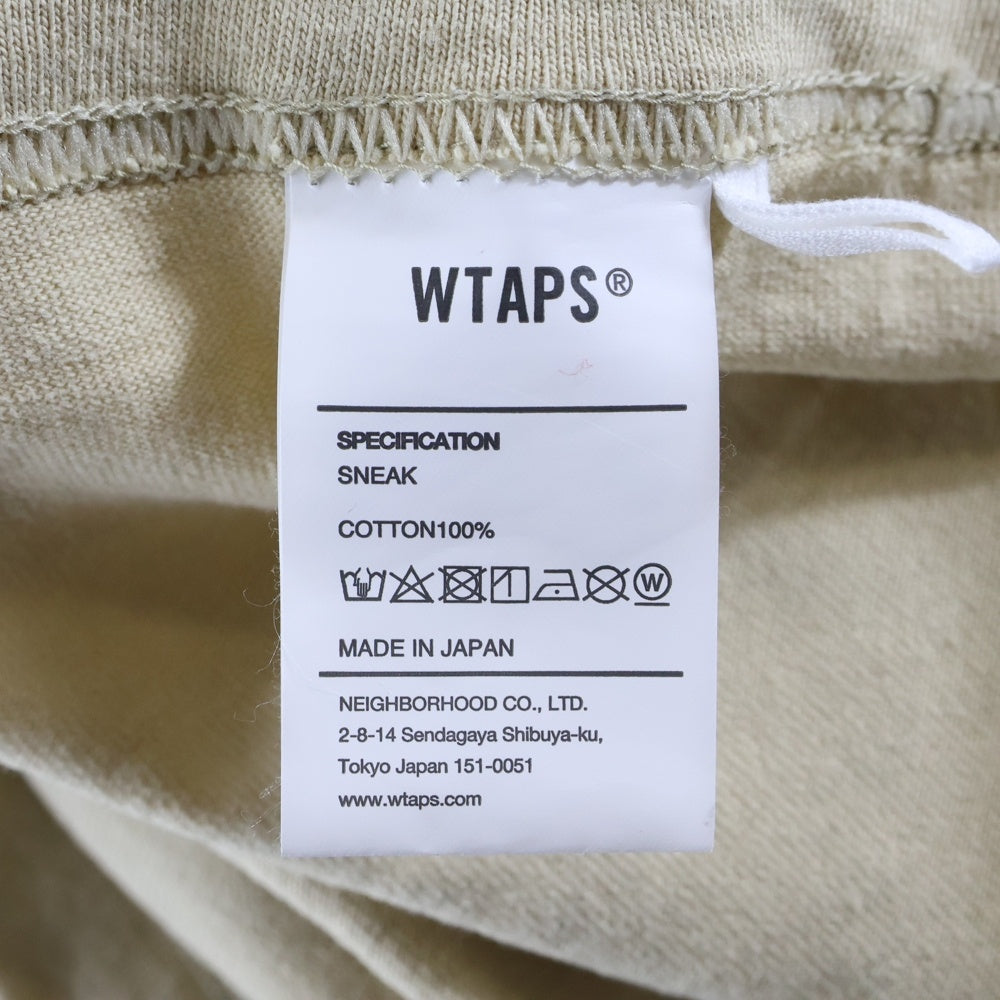 WTAPS®
SPECIFICATION
SNEAK
COTTON100%
W
MADE IN JAPAN
NEIGHBORHOOD CO., LTD.
2-8-14 Sendagaya Shibuya-ku,
Tokyo Japan 151-0051
www.wtaps.com